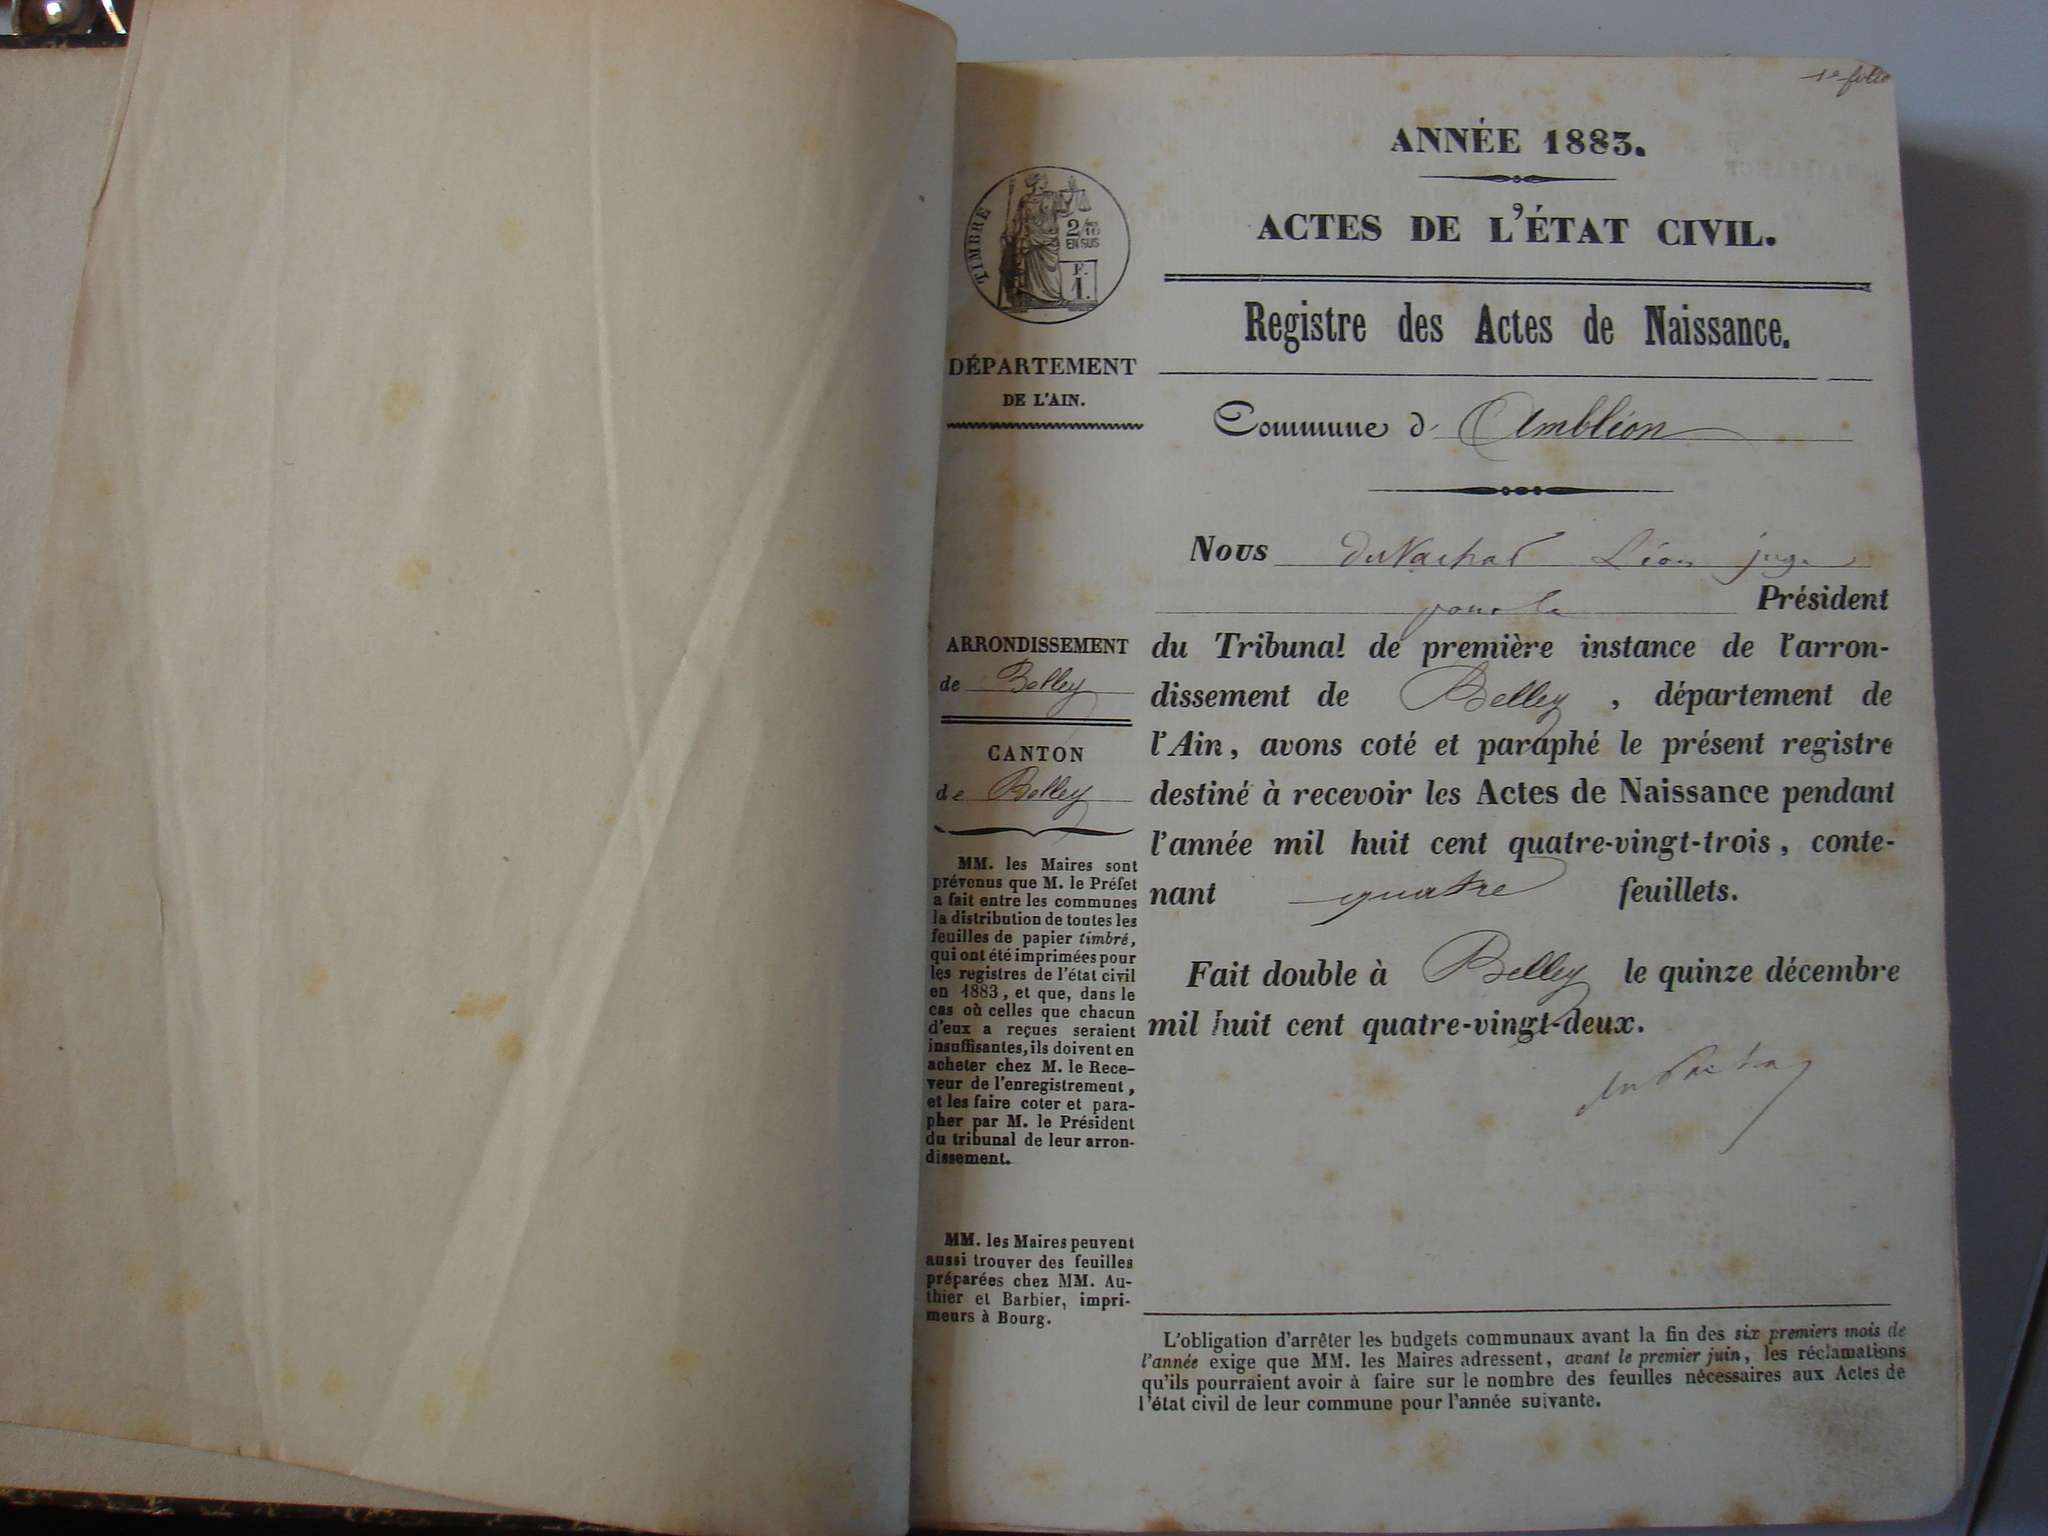 1e folio
ANNÉE 1883.
ACTES DE L'ÉTAT CIVIL.
TIMBRE
2/10
EN SUS
F.
1.
Registre des Actes de Naissance.
DÉPARTEMENT
DE L'AIN.
Commune d' Ambléon
Nous Léon juge
pour le Président
ARRONDISSEMENT
de Belley
du Tribunal de première instance de l'arron-
dissement de Belley, département de
l'Ain, avons coté et paraphé le présent registre
destiné à recevoir les Actes de Naissance pendant
l'année mil huit cent quatre-vingt-trois, conte-
nant quatre feuillets.
Fait double à Belley le quinze décembre
mil huit cent quatre-vingt-deux.
CANTON
de Belley
MM. les Maires sont
prévenus que M. le Préfet
a fait entre les communes
la distribution de toutes les
feuilles de papier timbré,
qui ont été imprimées pour
les registres de l'état civil
en 1883, et que, dans le
cas où celles que chacun
d'eux a reçues seraient
insuffisantes, ils doivent en
acheter chez M. le Rece-
veur de l'enregistrement,
et les faire coter et para-
pher par M. le Président
du tribunal de leur arron-
dissement.
MM. les Maires peuvent
aussi trouver des feuilles
préparées chez MM. Au-
thier et Barbier, impri-
meurs à Bourg.
L'obligation d'arrêter les budgets communaux avant la fin des six premiers mois de
l'année exige que MM. les Maires adressent, avant le premier juin, les réclamations
qu'ils pourraient avoir à faire sur le nombre des feuilles nécessaires aux Actes de
l'état civil de leur commune pour l'année suivante.